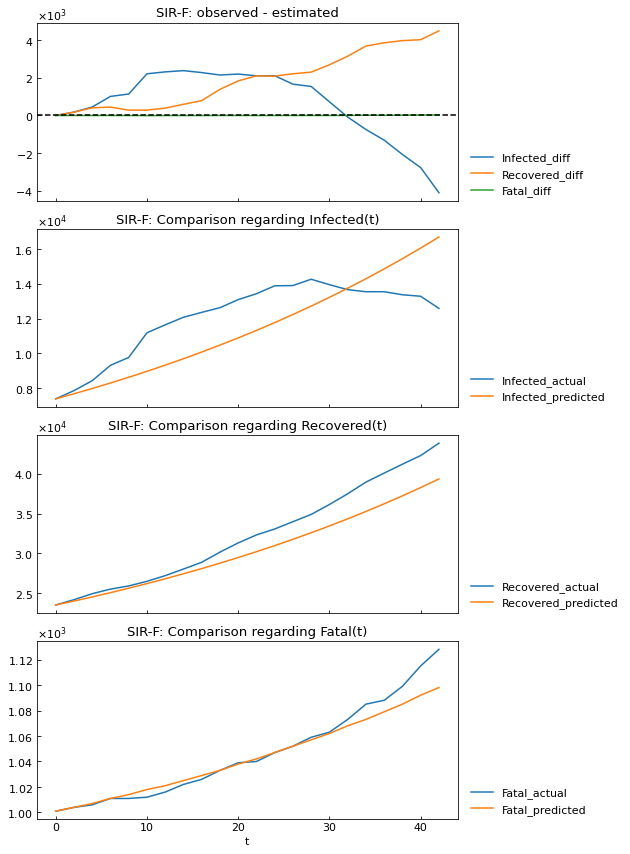 SIR-F: observed - estimated
×10³
4
2
0
−2
−4
Infected_diff
Recovered_diff
Fatal_diff
SIR-F: Comparison regarding Infected(t)
×10⁴
1.6
1.4
1.2
1.0
0.8
Infected_actual
Infected_predicted
SIR-F: Comparison regarding Recovered(t)
×10⁴
4.0
3.5
3.0
2.5
Recovered_actual
Recovered_predicted
SIR-F: Comparison regarding Fatal(t)
×10³
1.12
1.10
1.08
1.06
1.04
1.02
1.00
Fatal_actual
Fatal_predicted
0 10 20 30 40
t